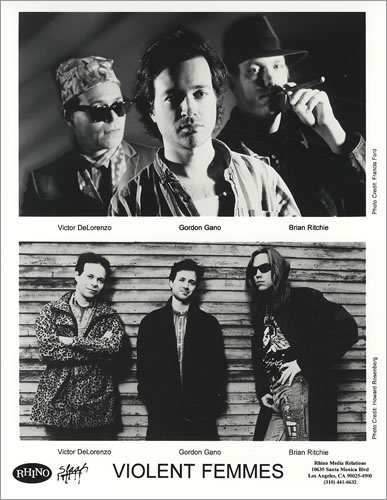 Photo Credit: Francis Ford
Victor DeLorenzo Gordon Gano Brian Ritchie
Photo Credit: Howard Rosenberg
Victor DeLorenzo Gordon Gano Brian Ritchie
RHINO
Slash
VIOLENT FEMMES
Rhino Media Relations
10635 Santa Monica Blvd
Los Angeles, CA 90025-4900
(310) 441-6632